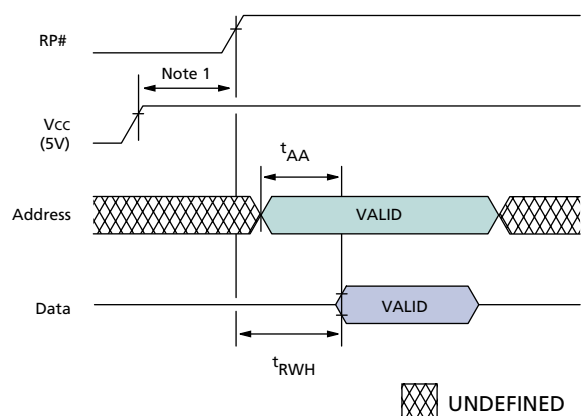 RP#
Note 1
Vcc
(5V)
tAA
Address
VALID
Data
VALID
tRWH
UNDEFINED